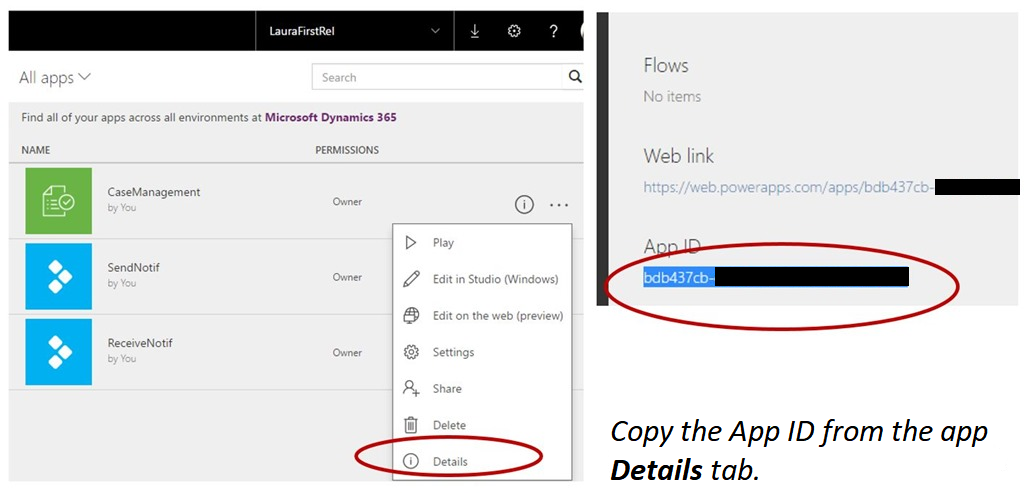 LauraFirstRel
?
All apps
Search
Find all of your apps across all environments at Microsoft Dynamics 365
NAME PERMISSIONS
CaseManagement
by You
Owner
Play
SendNotif
by You
Owner
Edit in Studio (Windows)
Edit on the web (preview)
ReceiveNotif
by You
Owner
Settings
Share
Delete
Details
Flows
No items
Web link
https://web.powerapps.com/apps/bdb437cb-
App ID
bdb437cb-
Copy the App ID from the app
Details tab.